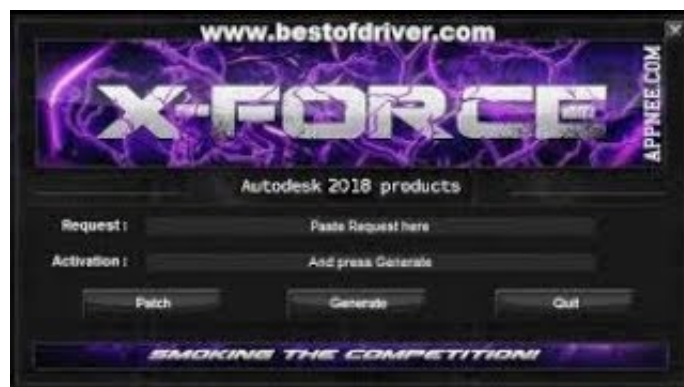 www.bestofdriver.com
X-FORCE
APPNEE.COM
Autodesk 2018 products
Request :
Paste Request here
Activation :
And press Generate
Patch
Generate
Quit
SMOKING THE COMPETITION!